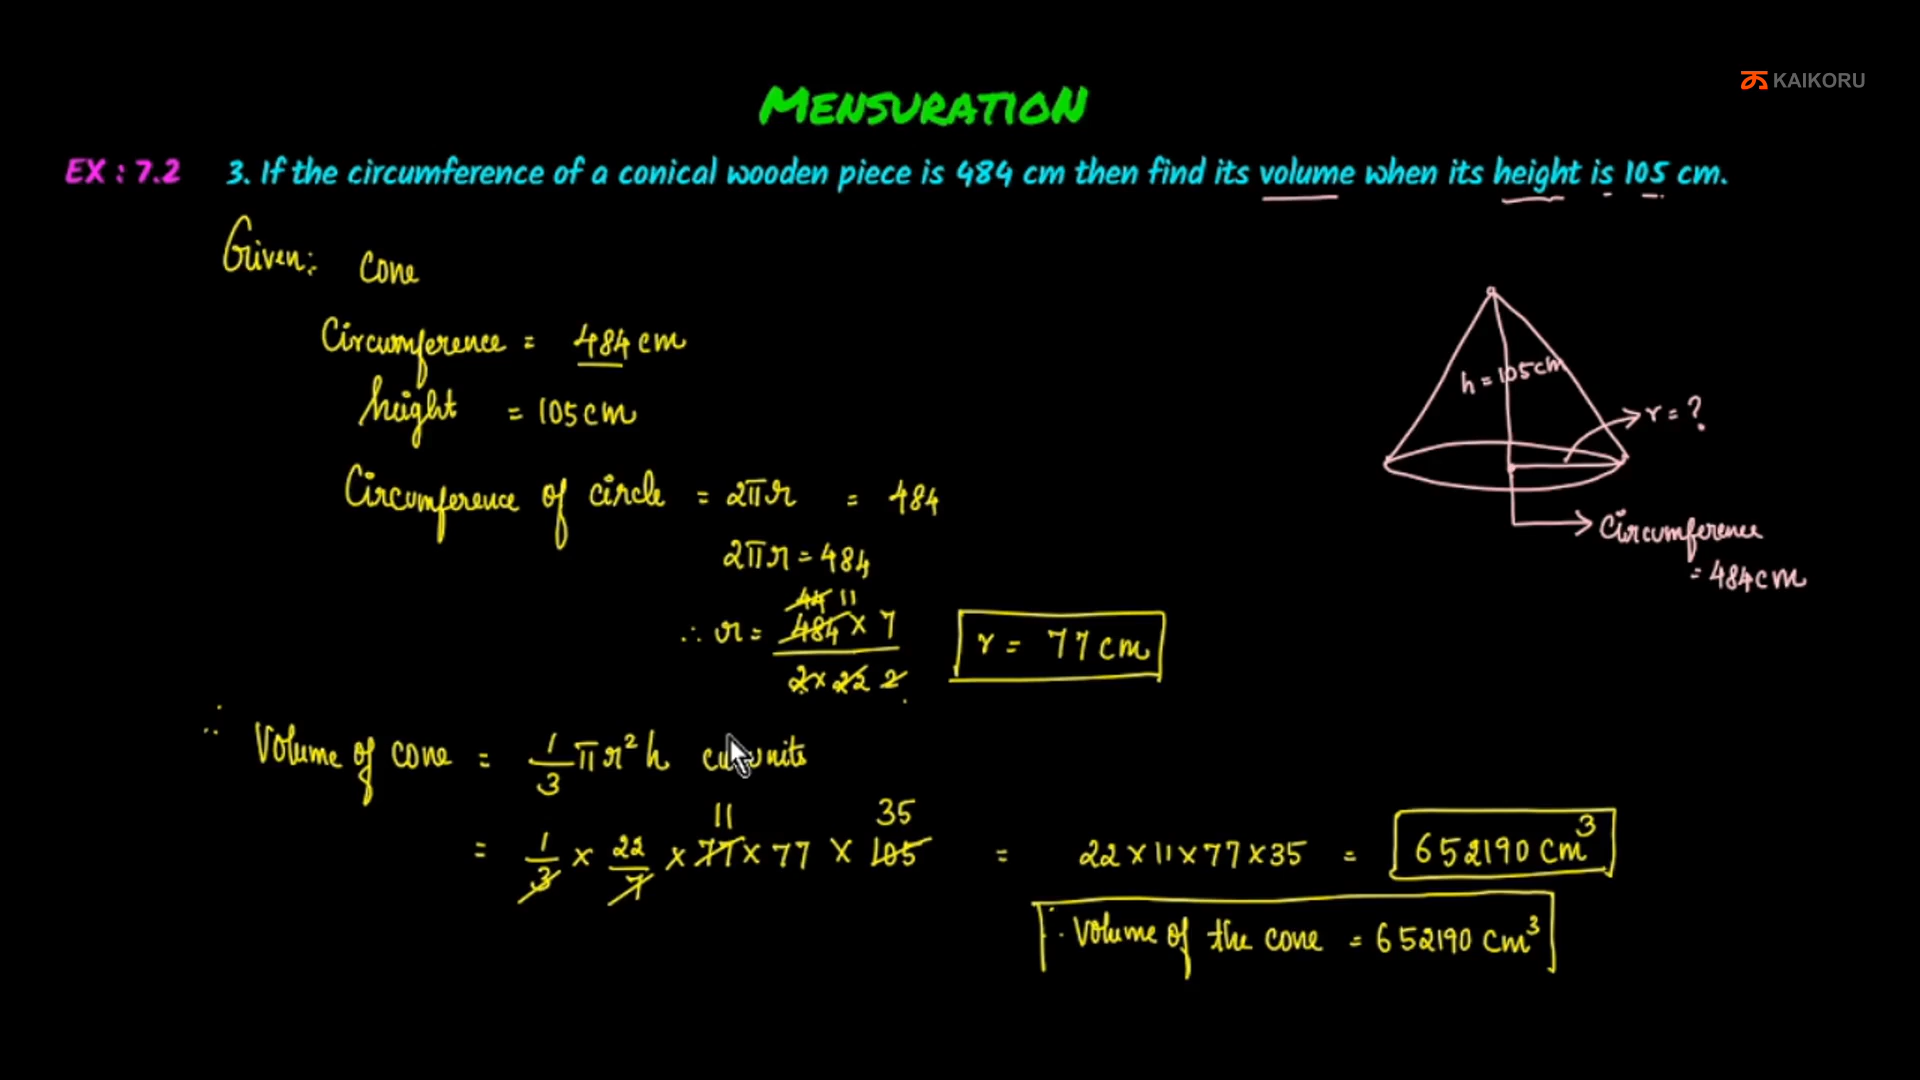 KAIKORU
MENSURATION
EX : 7.2 3. If the circumference of a conical wooden piece is 484 cm then find its volume when its height is 105 cm.
Given: Cone
Circumference = 484 cm
height = 105 cm
Circumference of circle = 2πr = 484
2πr = 484
44 11
∴ r = 484 × 7
2 × 22 2
r = 77 cm
h = 105 cm
r = ?
Circumference
= 484 cm
∴ Volume of cone = 1/3 πr²h cu units
11 35
= 1/3 × 22/7 × 77 × 77 × 105 = 22 × 11 × 77 × 35 = 652190 cm³
∴ Volume of the cone = 652190 cm³